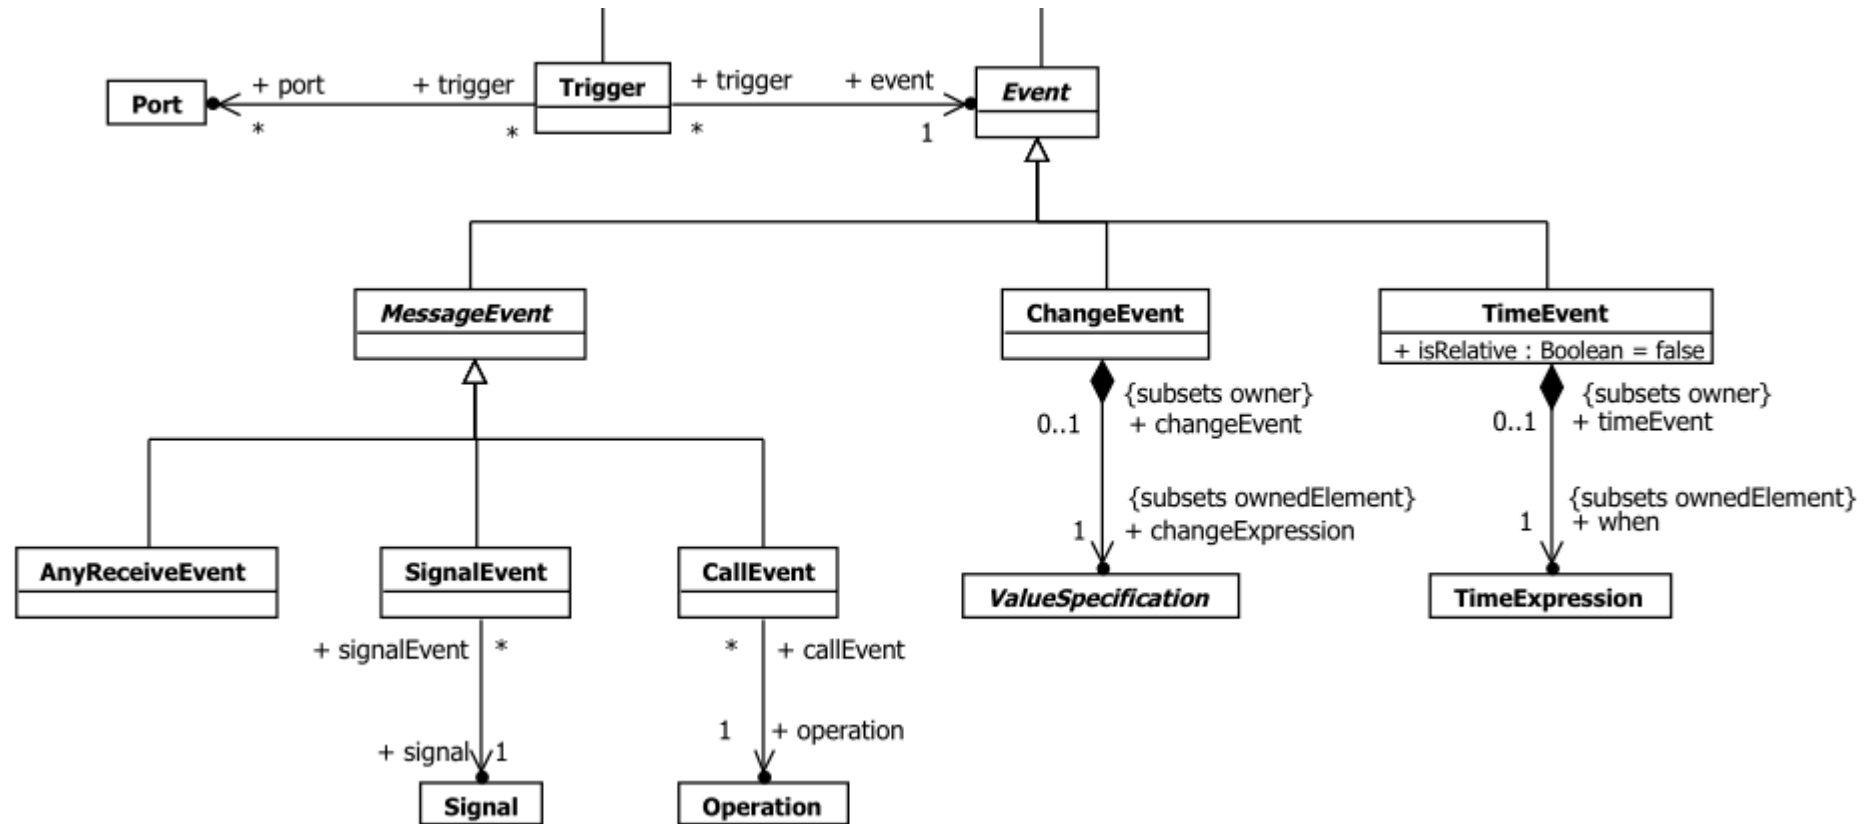 Port
+ port
*
+ trigger
*
Trigger
+ trigger
*
+ event
1
Event
MessageEvent
ChangeEvent
TimeEvent
+ isRelative : Boolean = false
{subsets owner}
0..1
+ changeEvent
{subsets owner}
0..1
+ timeEvent
{subsets ownedElement}
1
+ changeExpression
{subsets ownedElement}
1
+ when
AnyReceiveEvent
SignalEvent
CallEvent
ValueSpecification
TimeExpression
+ signalEvent
*
*
+ callEvent
+ signal
1
1
+ operation
Signal
Operation